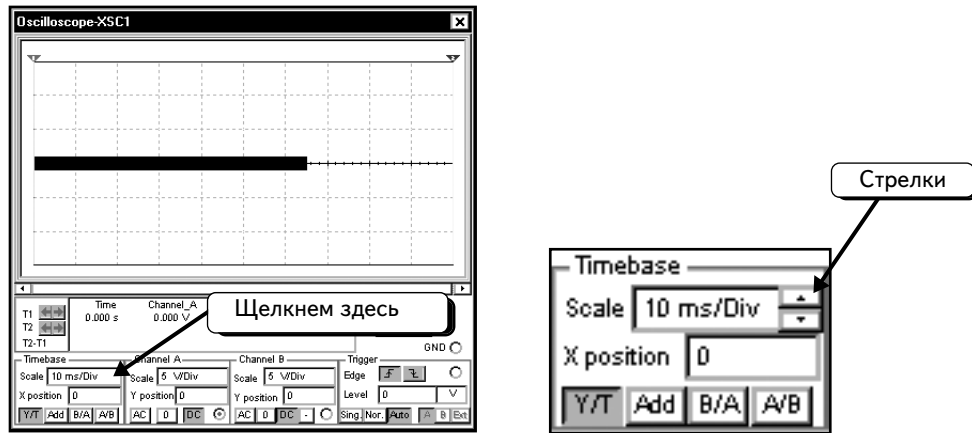 Oscilloscope-XSC1
Time Channel_A
T1 0.000 s 0.000 V
T2
T2-T1
Щелкнем здесь
GND
Timebase Channel A Channel B Trigger
Scale 10 ms/Div Scale 5 V/Div Scale 5 V/Div Edge
X position 0 Y position 0 Y position 0 Level 0 V
Y/T Add B/A A/B AC 0 DC AC 0 DC - Sing. Nor. Auto A B Ext
Стрелки
Timebase
Scale 10 ms/Div
X position 0
Y/T Add B/A A/B